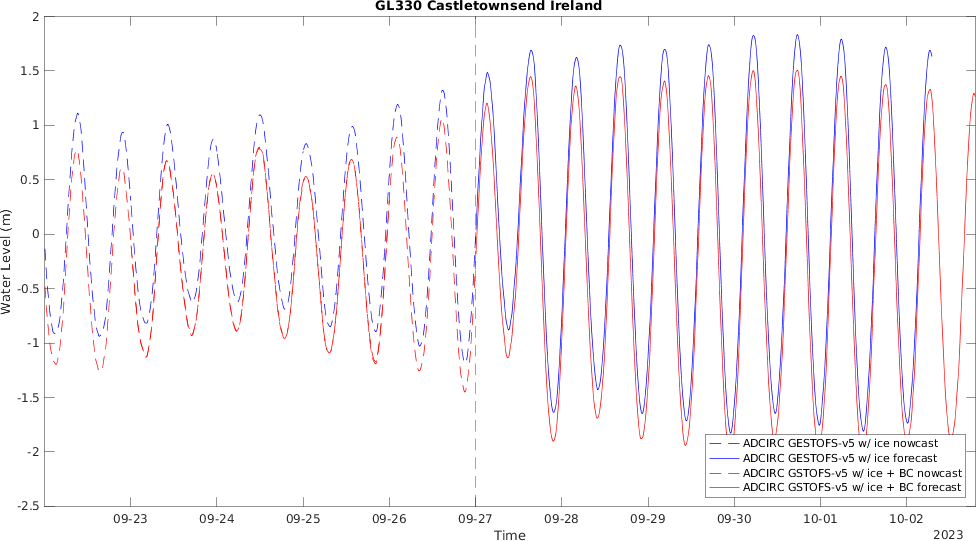 GL330 Castletownsend Ireland
2
1.5
1
0.5
0
-0.5
-1
-1.5
-2
-2.5
Water Level (m)
ADCIRC GESTOFS-v5 w/ ice nowcast
ADCIRC GESTOFS-v5 w/ ice forecast
ADCIRC GSTOFS-v5 w/ ice + BC nowcast
ADCIRC GSTOFS-v5 w/ ice + BC forecast
09-23 09-24 09-25 09-26 09-27 09-28 09-29 09-30 10-01 10-02
Time
2023